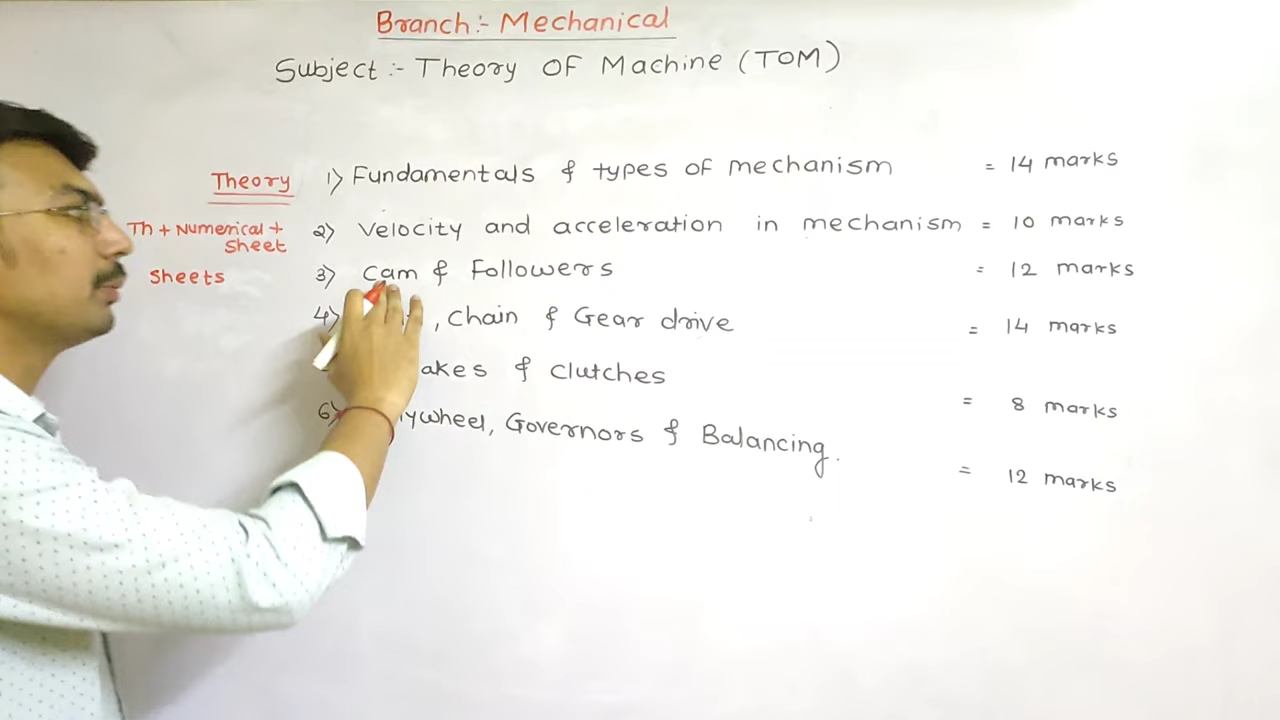 Branch:- Mechanical
Subject:- Theory OF Machine (TOM)
Theory 1) Fundamentals & types of mechanism = 14 marks
Th + Numerical + Sheet 2) Velocity and acceleration in mechanism = 10 marks
Sheets 3) Cam & Followers = 12 marks
4) , Chain & Gear drive = 14 marks
akes & Clutches = 8 marks
6) ywheel, Governors & Balancing. = 12 marks